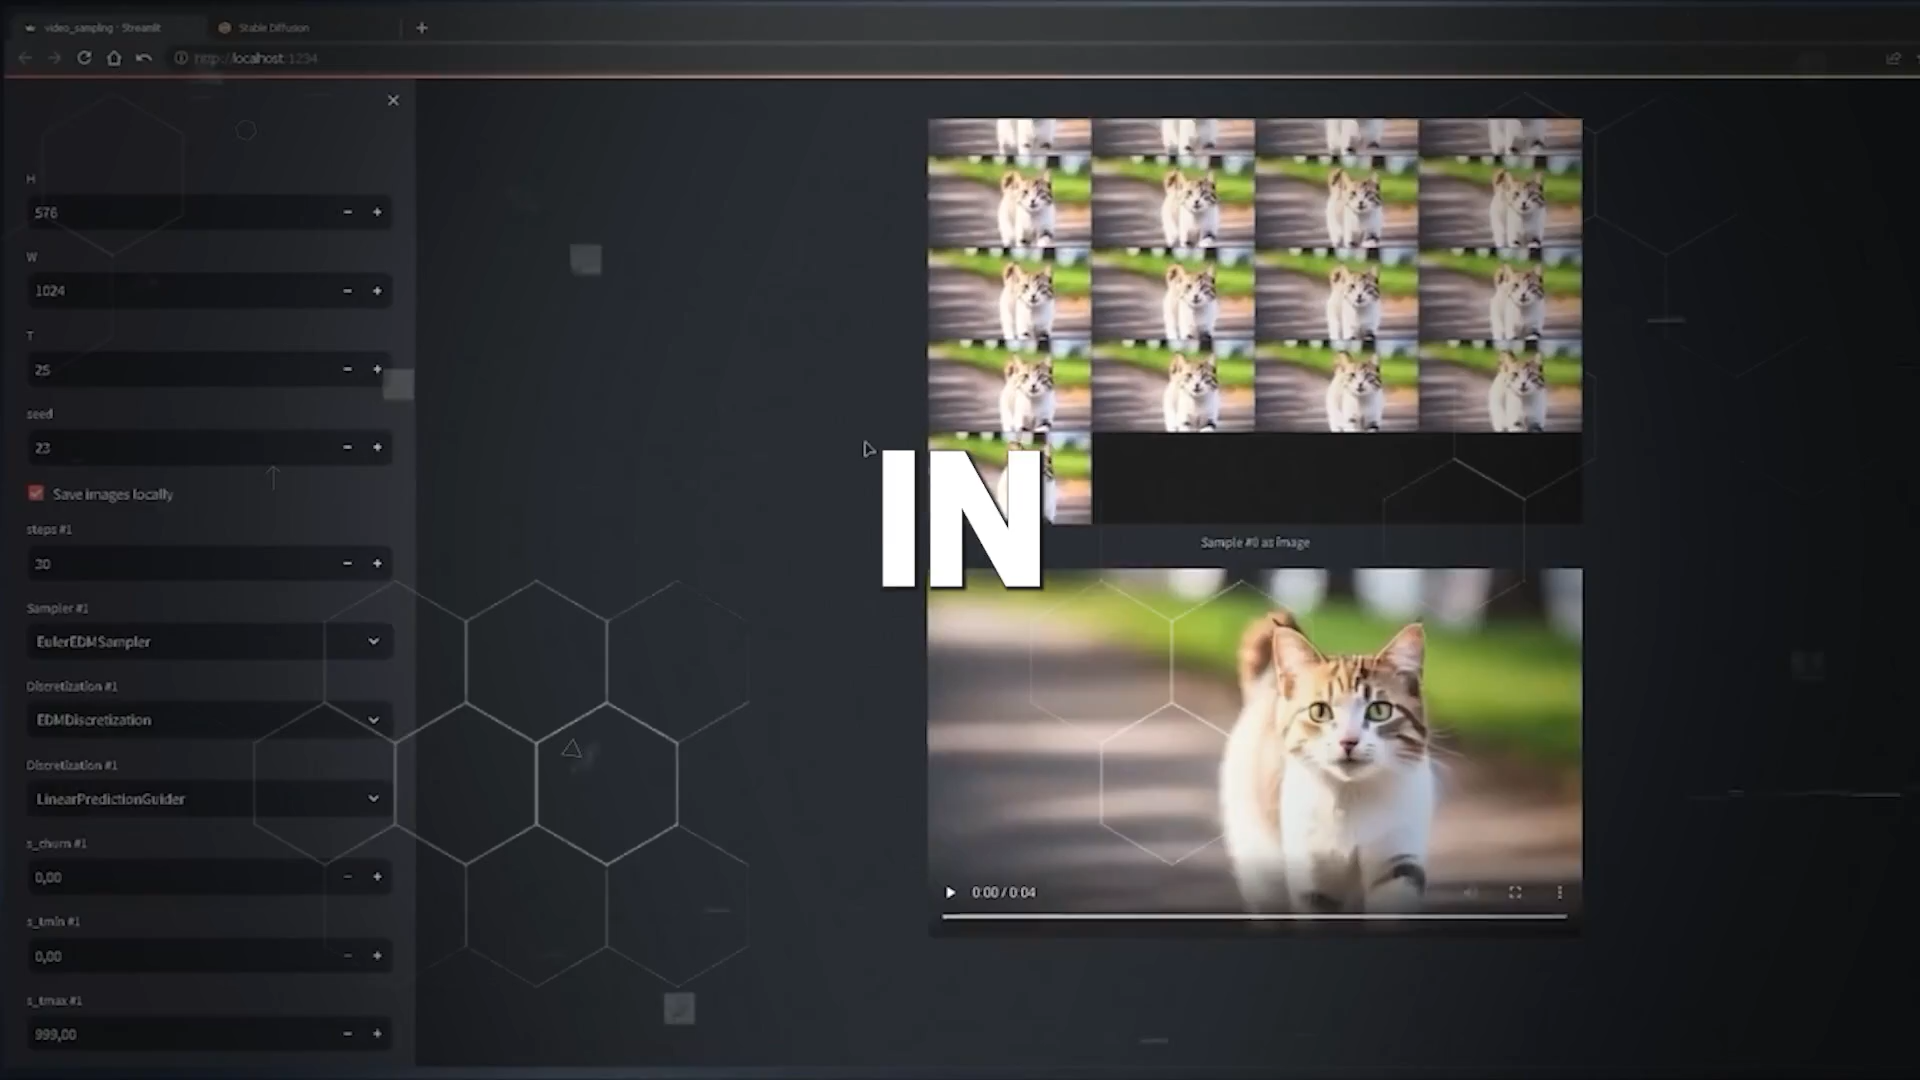 video_sampling · Streamlit
Stable Diffusion
http://localhost:1234
H
576
W
1024
T
25
seed
23
Save images locally
steps #1
30
Sampler #1
EulerEDMSampler
Discretization #1
EDMDiscretization
Discretization #1
LinearPredictionGuider
s_churn #1
0,00
s_tmin #1
0,00
s_tmax #1
999,00
IN
Sample #0 as image
0:00 / 0:04